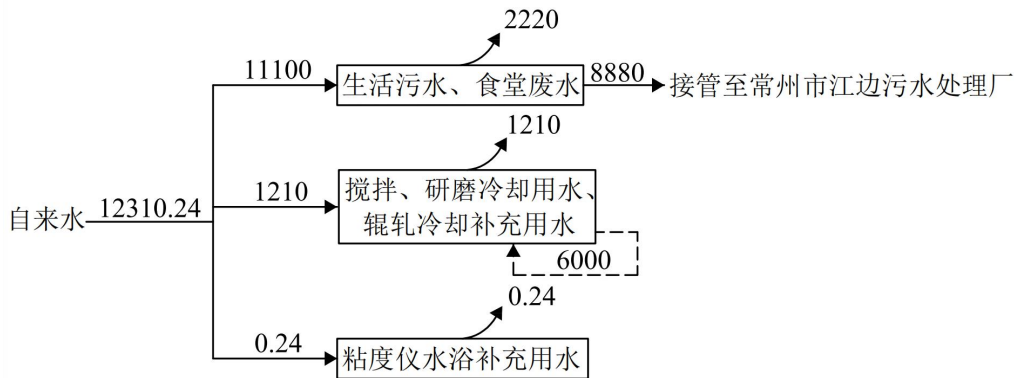 2220
11100
生活污水、食堂废水
8880
接管至常州市江边污水处理厂
1210
1210
搅拌、研磨冷却用水、
辊轧冷却补充用水
自来水
12310.24
6000
0.24
0.24
粘度仪水浴补充用水